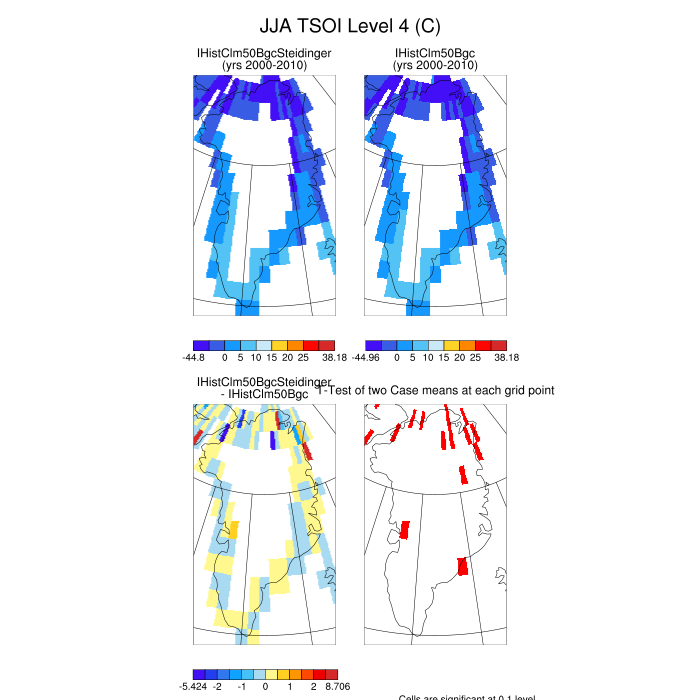 JJA TSOI Level 4 (C)
IHistClm50BgcSteidinger
(yrs 2000-2010)
IHistClm50Bgc
(yrs 2000-2010)
-44.8 0 5 10 15 20 25 38.18
-44.96 0 5 10 15 20 25 38.18
IHistClm50BgcSteidinger
- IHistClm50Bgc
T-Test of two Case means at each grid point
-5.424 -2 -1 0 1 2 8.706
Cells are significant at 0.1 level